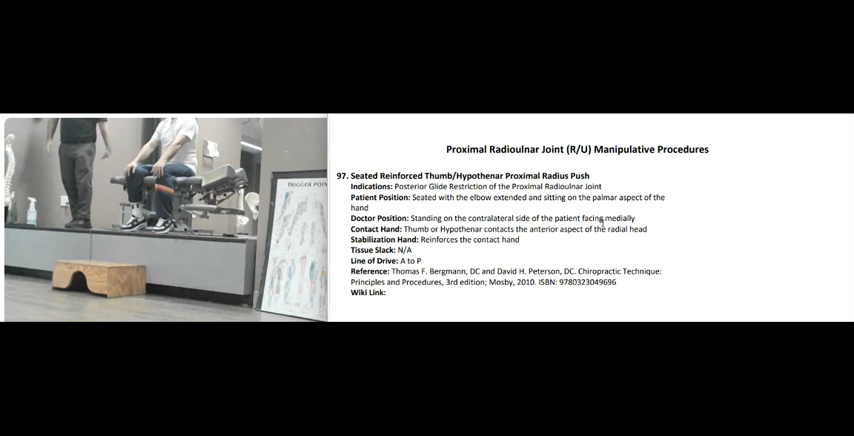 TRIGGER POIN
Proximal Radioulnar Joint (R/U) Manipulative Procedures
97. Seated Reinforced Thumb/Hypothenar Proximal Radius Push
Indications: Posterior Glide Restriction of the Proximal Radioulnar Joint
Patient Position: Seated with the elbow extended and sitting on the palmar aspect of the
hand
Doctor Position: Standing on the contralateral side of the patient facing medially
Contact Hand: Thumb or Hypothenar contacts the anterior aspect of the radial head
Stabilization Hand: Reinforces the contact hand
Tissue Slack: N/A
Line of Drive: A to P
Reference: Thomas F. Bergmann, DC and David H. Peterson, DC. Chiropractic Technique:
Principles and Procedures, 3rd edition; Mosby, 2010. ISBN: 9780323049696
Wiki Link: